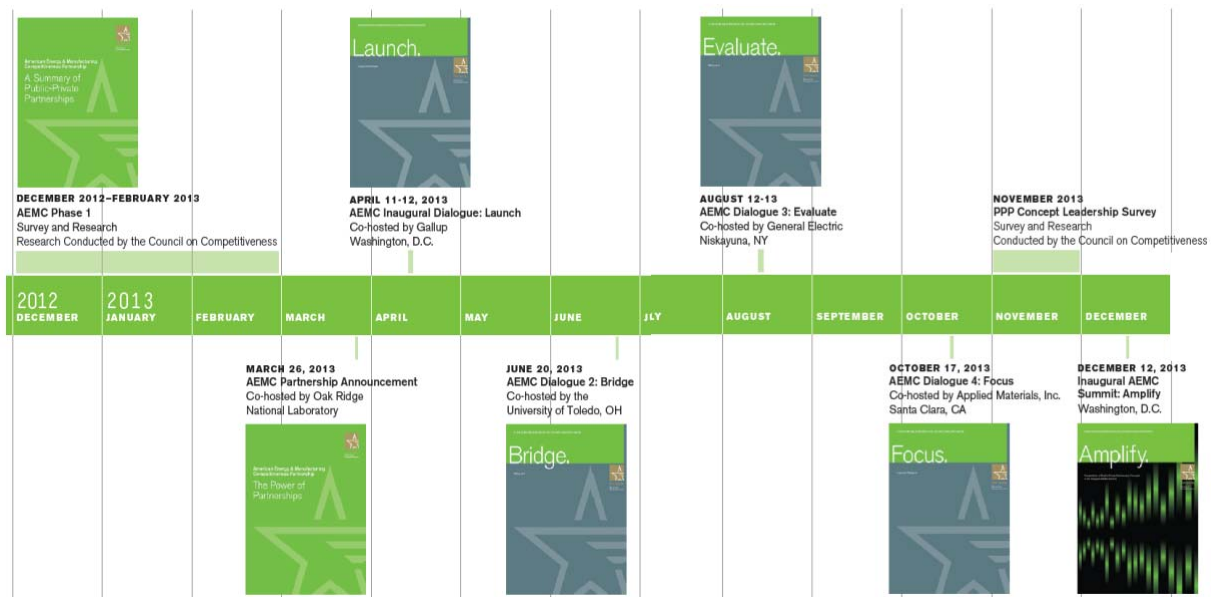 American Energy & Manufacturing
Competitiveness Partnership
A Summary of
Public-Private
Partnerships
Launch.
Evaluate.
DECEMBER 2012–FEBRUARY 2013
AEMC Phase 1
Survey and Research
Research Conducted by the Council on Competitiveness
APRIL 11-12, 2013
AEMC Inaugural Dialogue: Launch
Co-hosted by Gallup
Washington, D.C.
AUGUST 12-13
AEMC Dialogue 3: Evaluate
Co-hosted by General Electric
Niskayuna, NY
NOVEMBER 2013
PPP Concept Leadership Survey
Survey and Research
Conducted by the Council on Competitiveness
2012
DECEMBER
2013
JANUARY
FEBRUARY
MARCH
APRIL
MAY
JUNE
JLY
AUGUST
SEPTEMBER
OCTOBER
NOVEMBER
DECEMBER
MARCH 26, 2013
AEMC Partnership Announcement
Co-hosted by Oak Ridge
National Laboratory
JUNE 20, 2013
AEMC Dialogue 2: Bridge
Co-hosted by the
University of Toledo, OH
OCTOBER 17, 2013
AEMC Dialogue 4: Focus
Co-hosted by Applied Materials, Inc.
Santa Clara, CA
DECEMBER 12, 2013
Inaugural AEMC
Summit: Amplify
Washington, D.C.
American Energy & Manufacturing
Competitiveness Partnership
The Power of
Partnerships
Bridge.
Focus.
Amplify.